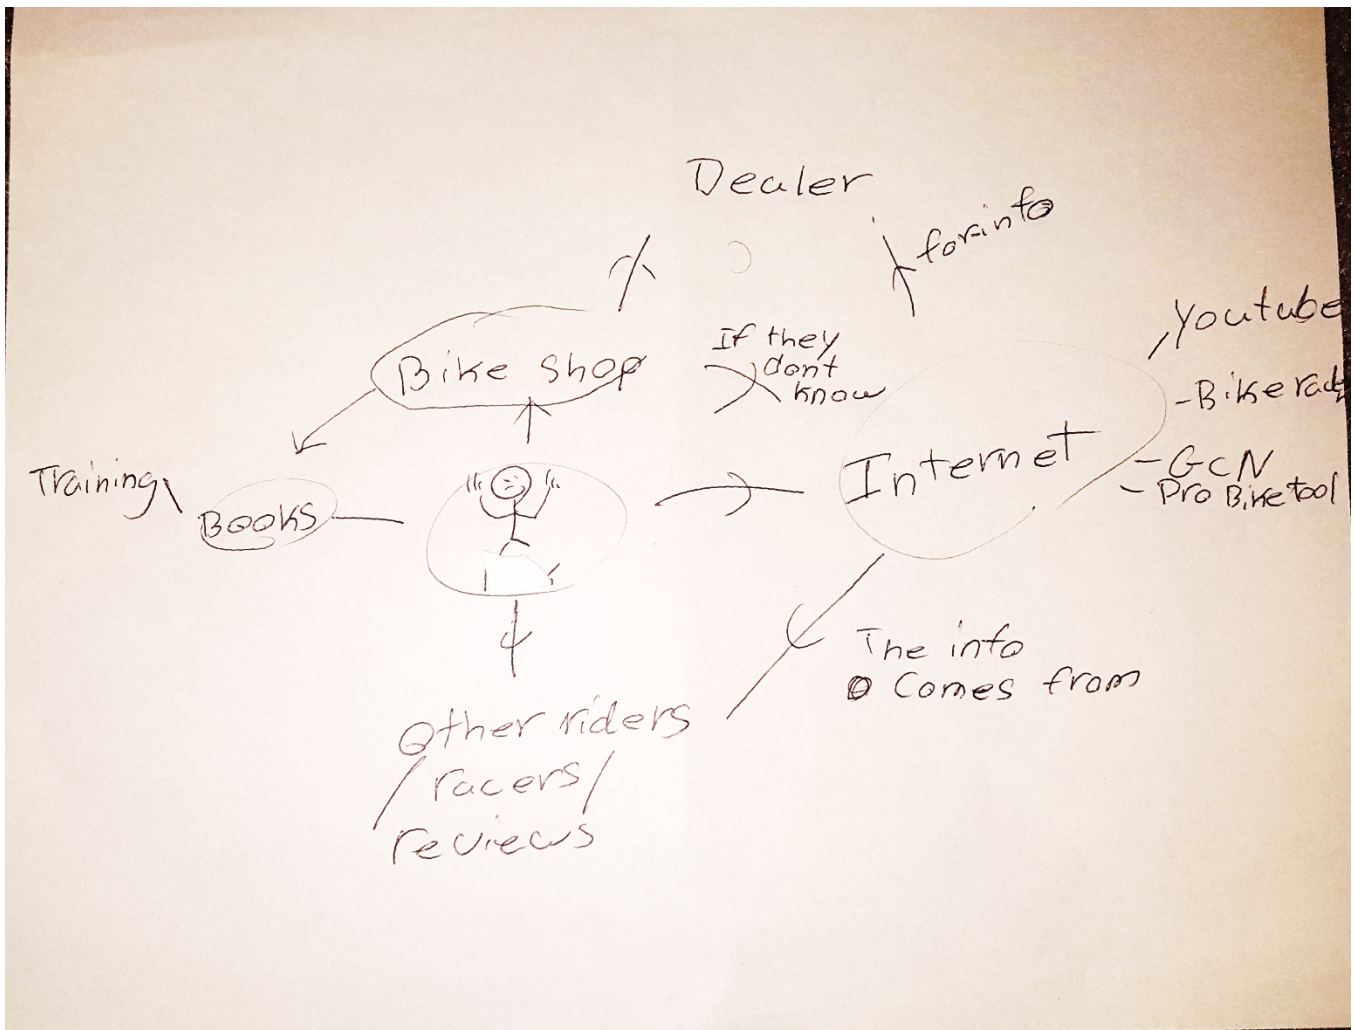 Dealer
for info
Youtube
If they
dont
know
Bike shop
- Bike rad
Internet
- GCN
- Pro Bike tool
Training
Books
The info
Comes from
Other riders
/ racers /
reviews